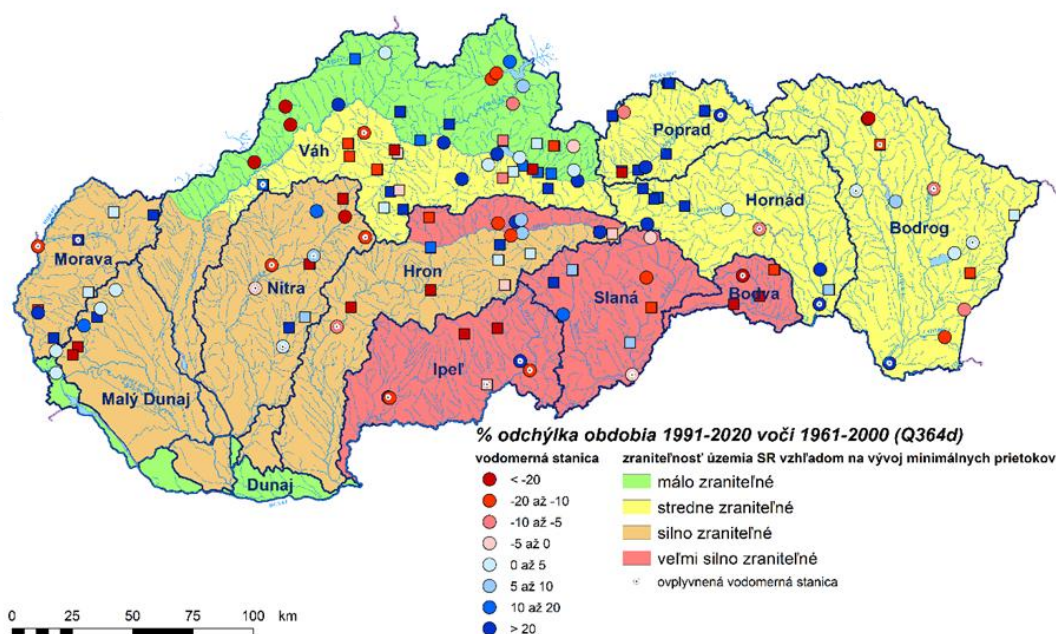 Poprad
Váh
Hornád
Bodrog
Morava
Hron
Nitra
Slaná
Bodva
Ipeľ
Malý Dunaj
Dunaj
% odchýlka obdobia 1991-2020 voči 1961-2000 (Q364d)
vodomerná stanica
< -20
-20 až -10
-10 až -5
-5 až 0
0 až 5
5 až 10
10 až 20
> 20
zraniteľnosť územia SR vzhľadom na vývoj minimálnych prietokov
málo zraniteľné
stredne zraniteľné
silno zraniteľné
veľmi silno zraniteľné
ovplyvnená vodomerná stanica
0 25 50 100 km